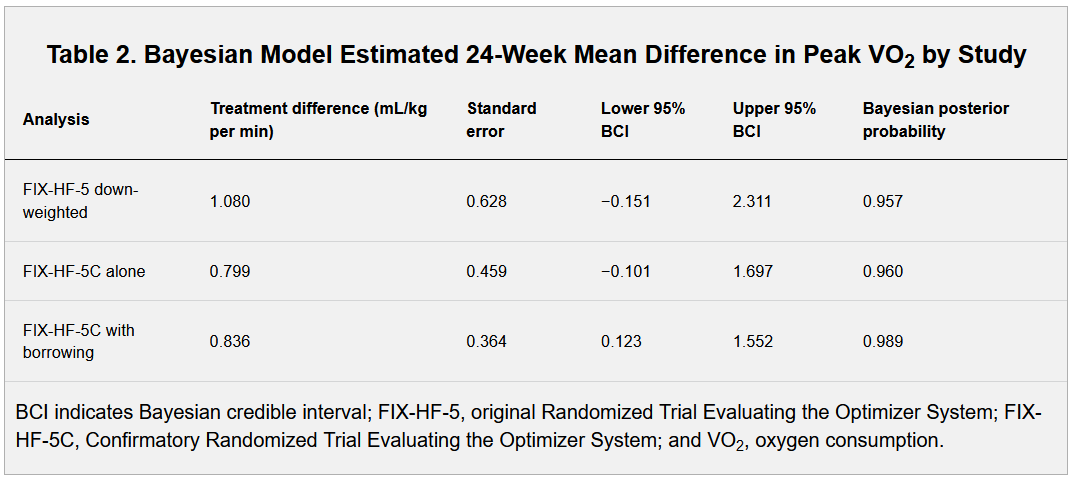 Table 2. Bayesian Model Estimated 24-Week Mean Difference in Peak VO2 by Study
Analysis Treatment difference (mL/kg per min) Standard error Lower 95% BCI Upper 95% BCI Bayesian posterior probability
FIX-HF-5 down-weighted 1.080 0.628 −0.151 2.311 0.957
FIX-HF-5C alone 0.799 0.459 −0.101 1.697 0.960
FIX-HF-5C with borrowing 0.836 0.364 0.123 1.552 0.989
BCI indicates Bayesian credible interval; FIX-HF-5, original Randomized Trial Evaluating the Optimizer System; FIX-
HF-5C, Confirmatory Randomized Trial Evaluating the Optimizer System; and VO2, oxygen consumption.